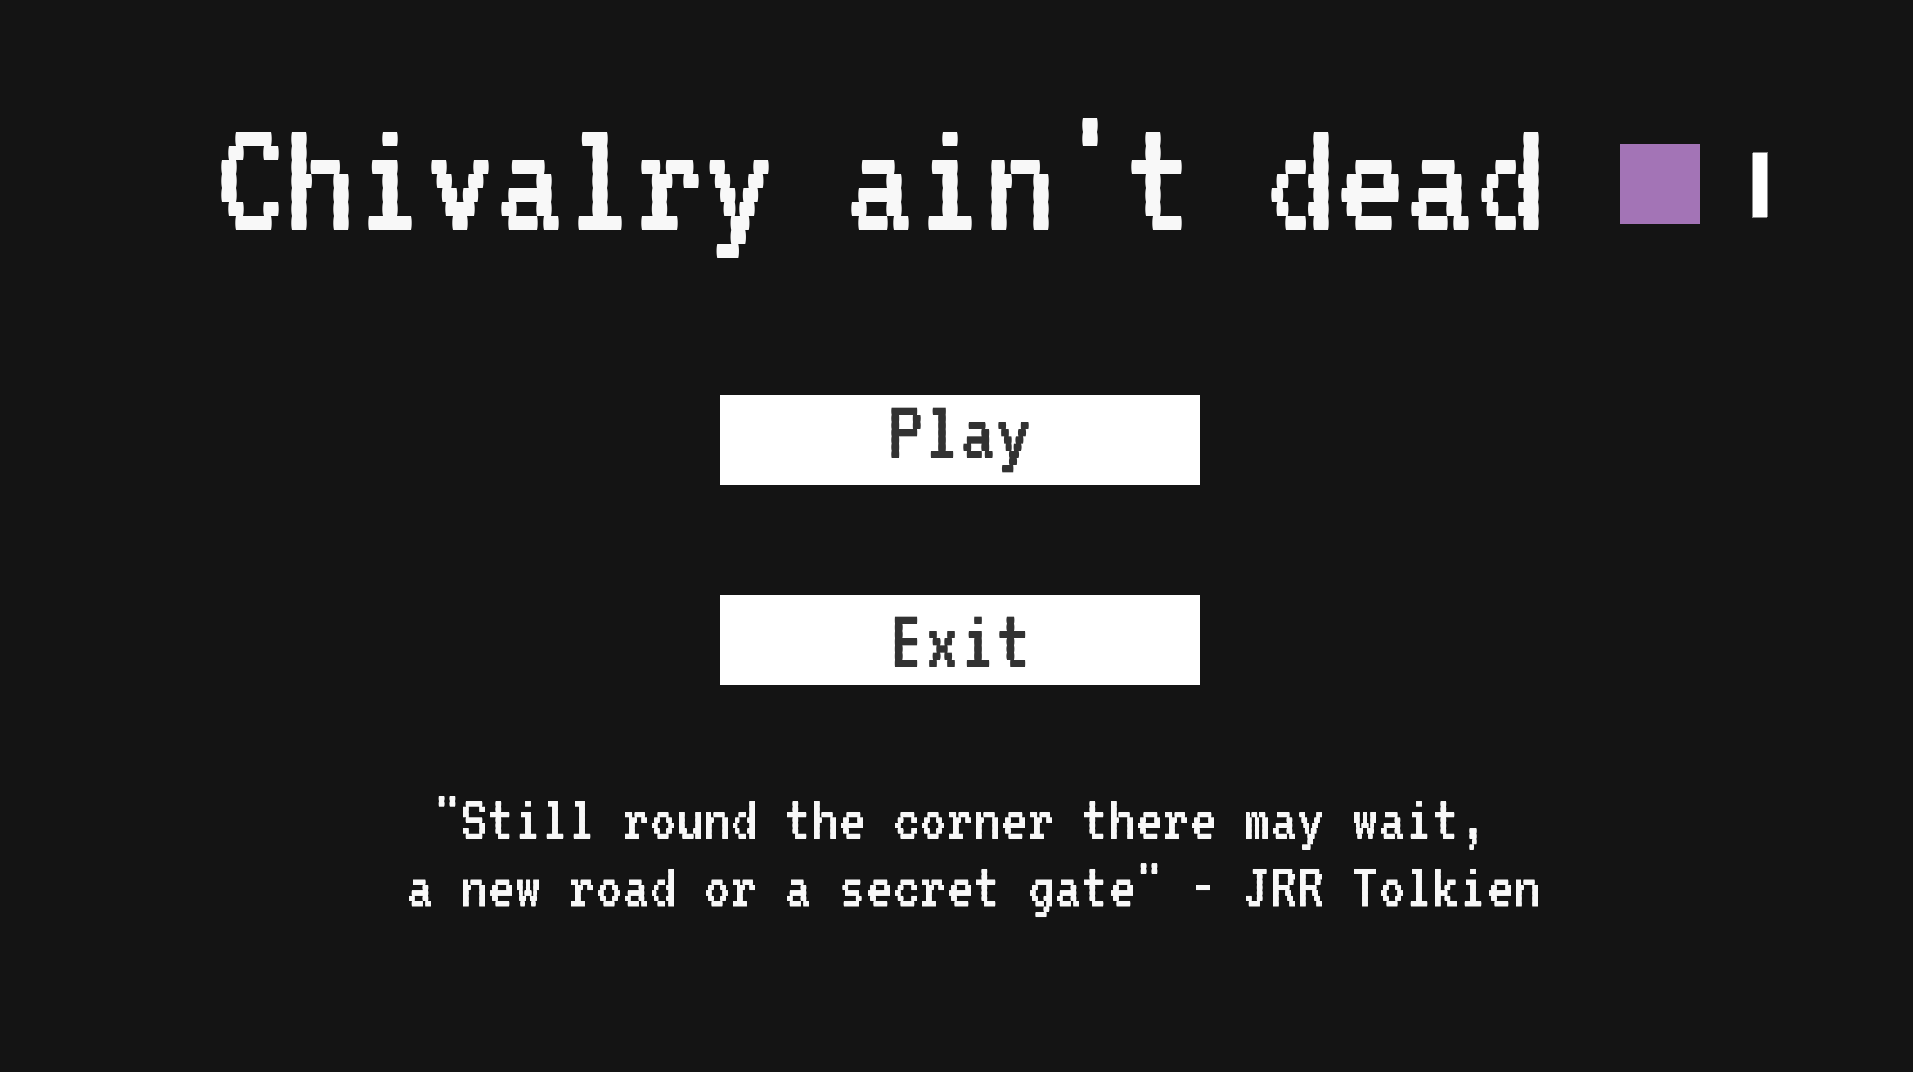 Chivalry ain't dead
Play
Exit
"Still round the corner there may wait,
a new road or a secret gate" - JRR Tolkien